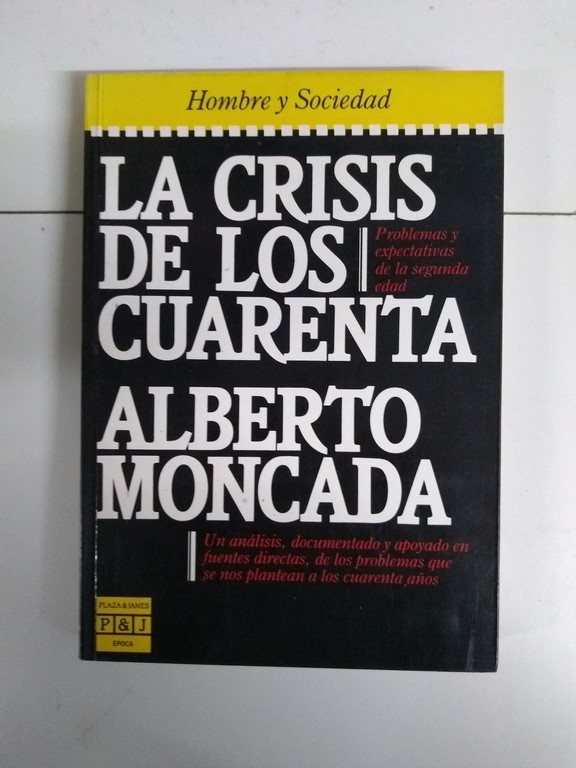 Hombre y Sociedad
LA CRISIS
DE LOS
CUARENTA
Problemas y
expectativas
de la segunda
edad
ALBERTO
MONCADA
Un análisis, documentado y apoyado en
fuentes directas, de los problemas que
se nos plantean a los cuarenta años
PLAZA & JANES
P & J
EPOCA